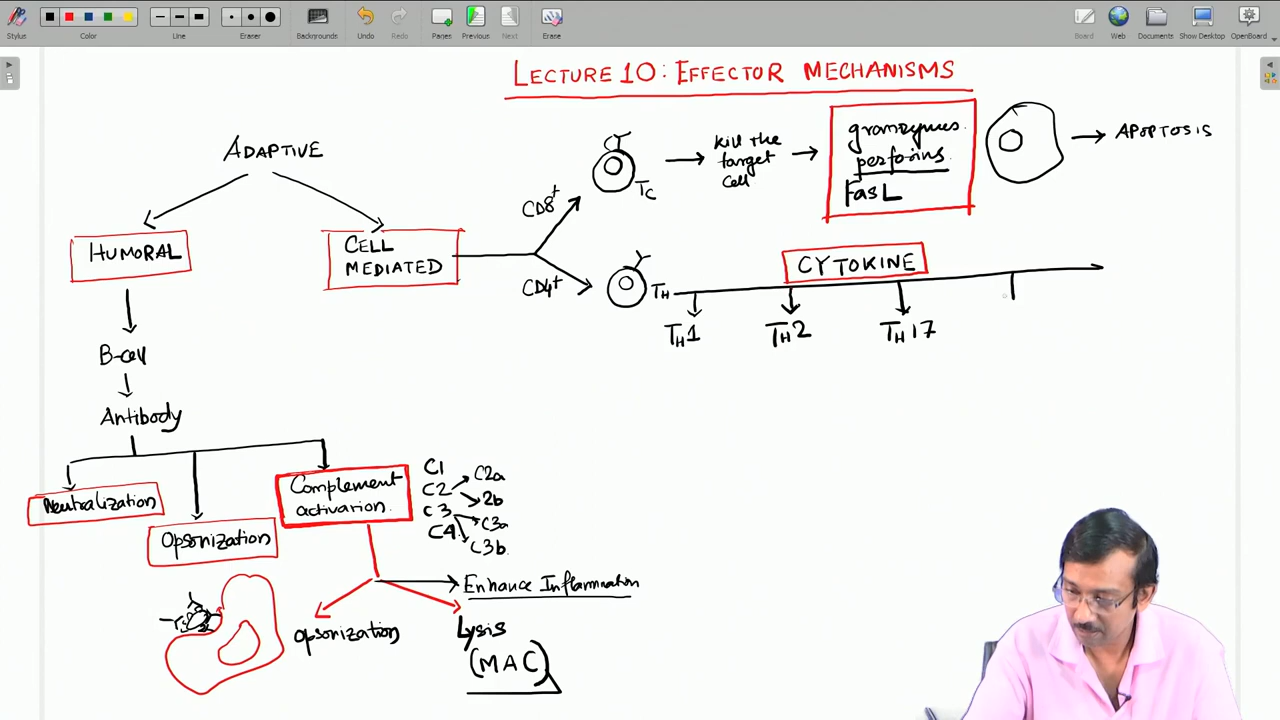 Stylus
Color
Line
Eraser
Backgrounds
Undo
Redo
Pages
Previous
Next
Erase
Board
Web
Documents
Show Desktop
OpenBoard
LECTURE 10: EFFECTOR MECHANISMS
ADAPTIVE
HUMORAL
CELL
MEDIATED
CD8+
CD4+
TC
kill the
target
cell
granzymes
perforins
FasL
APOPTOSIS
TH
CYTOKINE
TH1
TH2
TH17
B-cell
Antibody
Neutralization
Opsonization
Complement
activation
C1
C2
C3
C4
C2a
2b
C3a
C3b
Enhance Inflammation
opsonization
Lysis
(MAC)